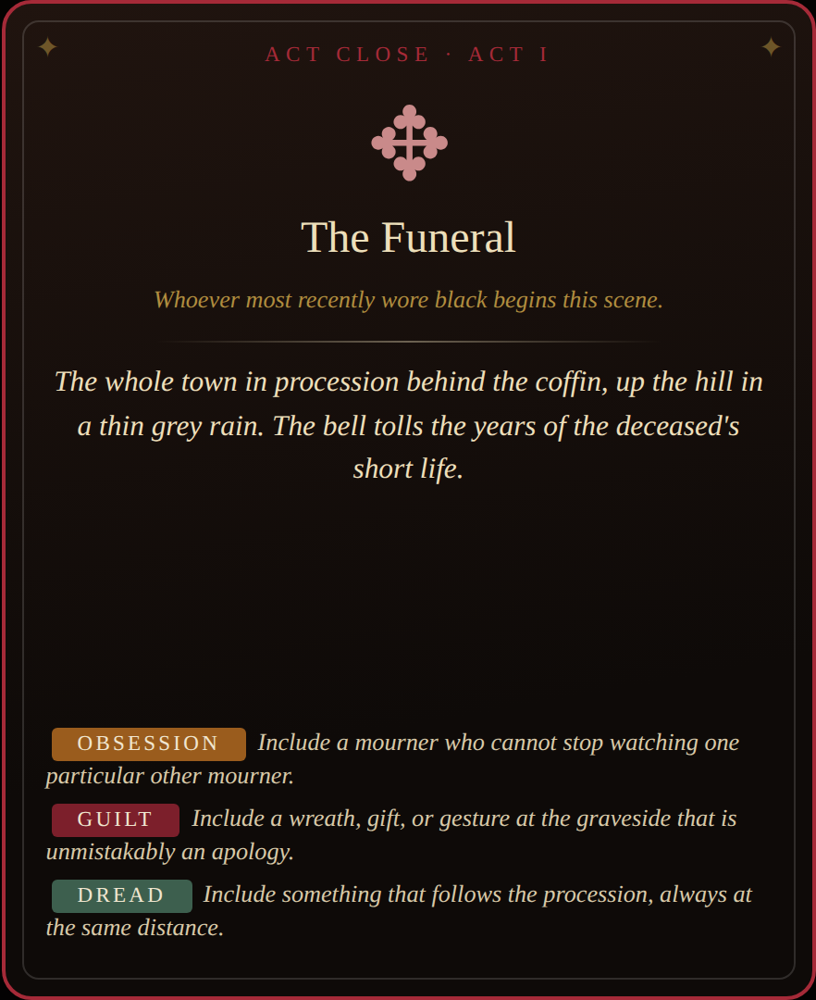 ACT CLOSE · ACT I
The Funeral
Whoever most recently wore black begins this scene.
The whole town in procession behind the coffin, up the hill in
a thin grey rain. The bell tolls the years of the deceased's
short life.
OBSESSION Include a mourner who cannot stop watching one
particular other mourner.
GUILT Include a wreath, gift, or gesture at the graveside that is
unmistakably an apology.
DREAD Include something that follows the procession, always at
the same distance.